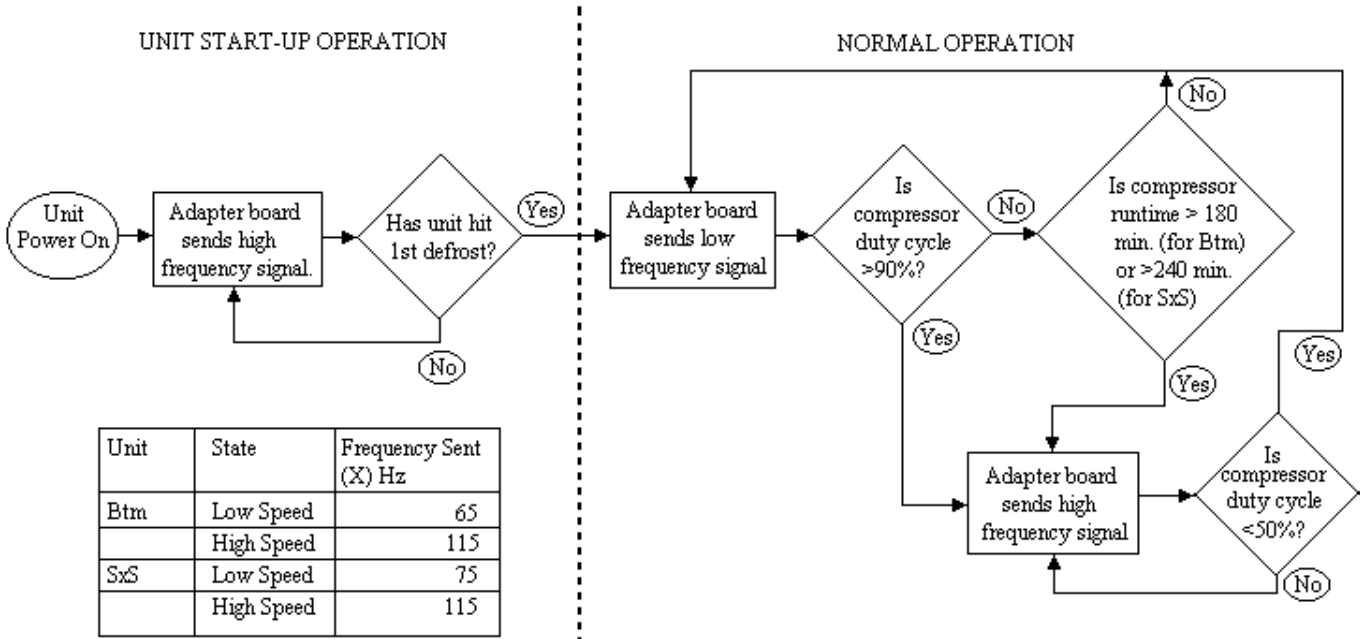 UNIT START-UP OPERATION
NORMAL OPERATION
Unit
Power On
Adapter board
sends high
frequency signal.
Has unit hit
1st defrost?
Yes
No
Adapter board
sends low
frequency signal
Is
compressor
duty cycle
>90%?
No
Yes
Is compressor
runtime > 180
min. (for Btm)
or >240 min.
(for SxS)
No
Yes
Adapter board
sends high
frequency signal
Is
compressor
duty cycle
<50%?
Yes
No
Unit State Frequency Sent
(X) Hz
Btm Low Speed 65
High Speed 115
SxS Low Speed 75
High Speed 115